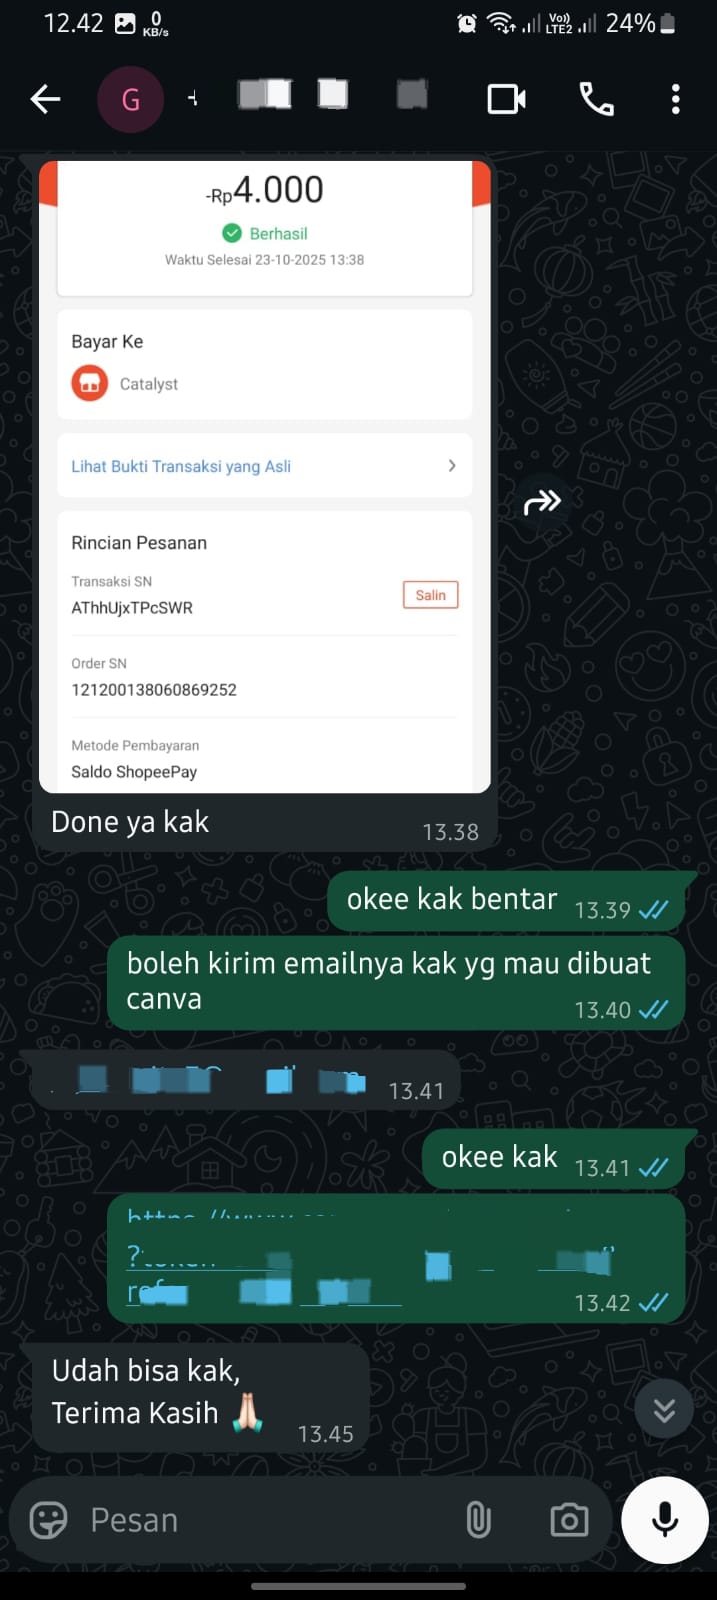 12.42
0
KB/s
Vo))
LTE2
24%
G
-Rp4.000
Berhasil
Waktu Selesai 23-10-2025 13:38
Bayar Ke
Catalyst
Lihat Bukti Transaksi yang Asli
Rincian Pesanan
Transaksi SN
AThhUjxTPcSWR
Salin
Order SN
121200138060869252
Metode Pembayaran
Saldo ShopeePay
Done ya kak
13.38
okee kak bentar
13.39
boleh kirim emailnya kak yg mau dibuat
canva
13.40
13.41
okee kak
13.41
13.42
Udah bisa kak,
Terima Kasih 🙏🏻
13.45
Pesan